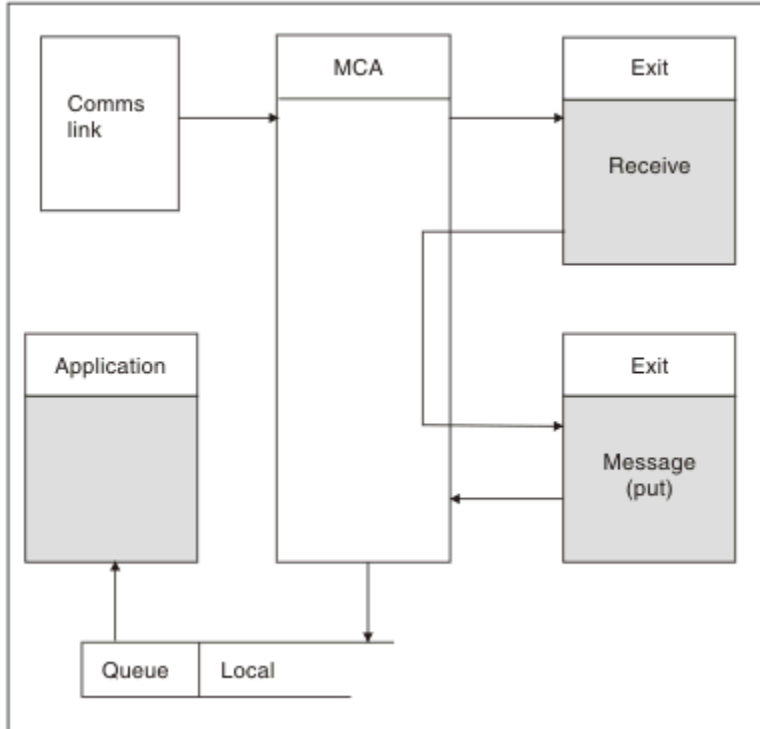 Comms
link
MCA
Exit
Receive
Application
Exit
Message
(put)
Queue
Local